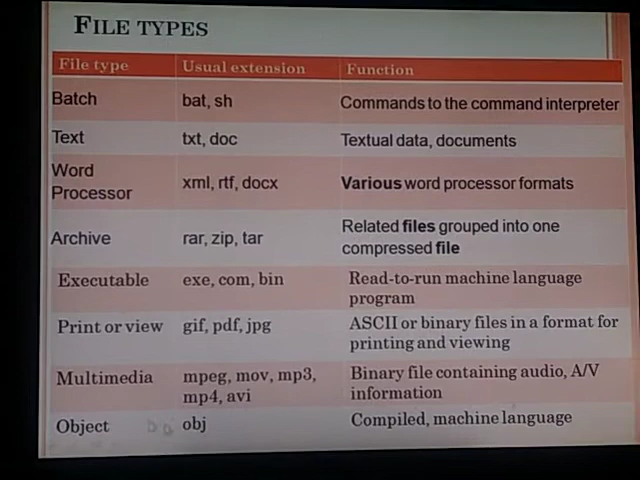 FILE TYPES
File type Usual extension Function
Batch bat, sh Commands to the command interpreter
Text txt, doc Textual data, documents
Word Processor xml, rtf, docx Various word processor formats
Archive rar, zip, tar Related files grouped into one compressed file
Executable exe, com, bin Read-to-run machine language program
Print or view gif, pdf, jpg ASCII or binary files in a format for printing and viewing
Multimedia mpeg, mov, mp3, mp4, avi Binary file containing audio, A/V information
Object obj Compiled, machine language